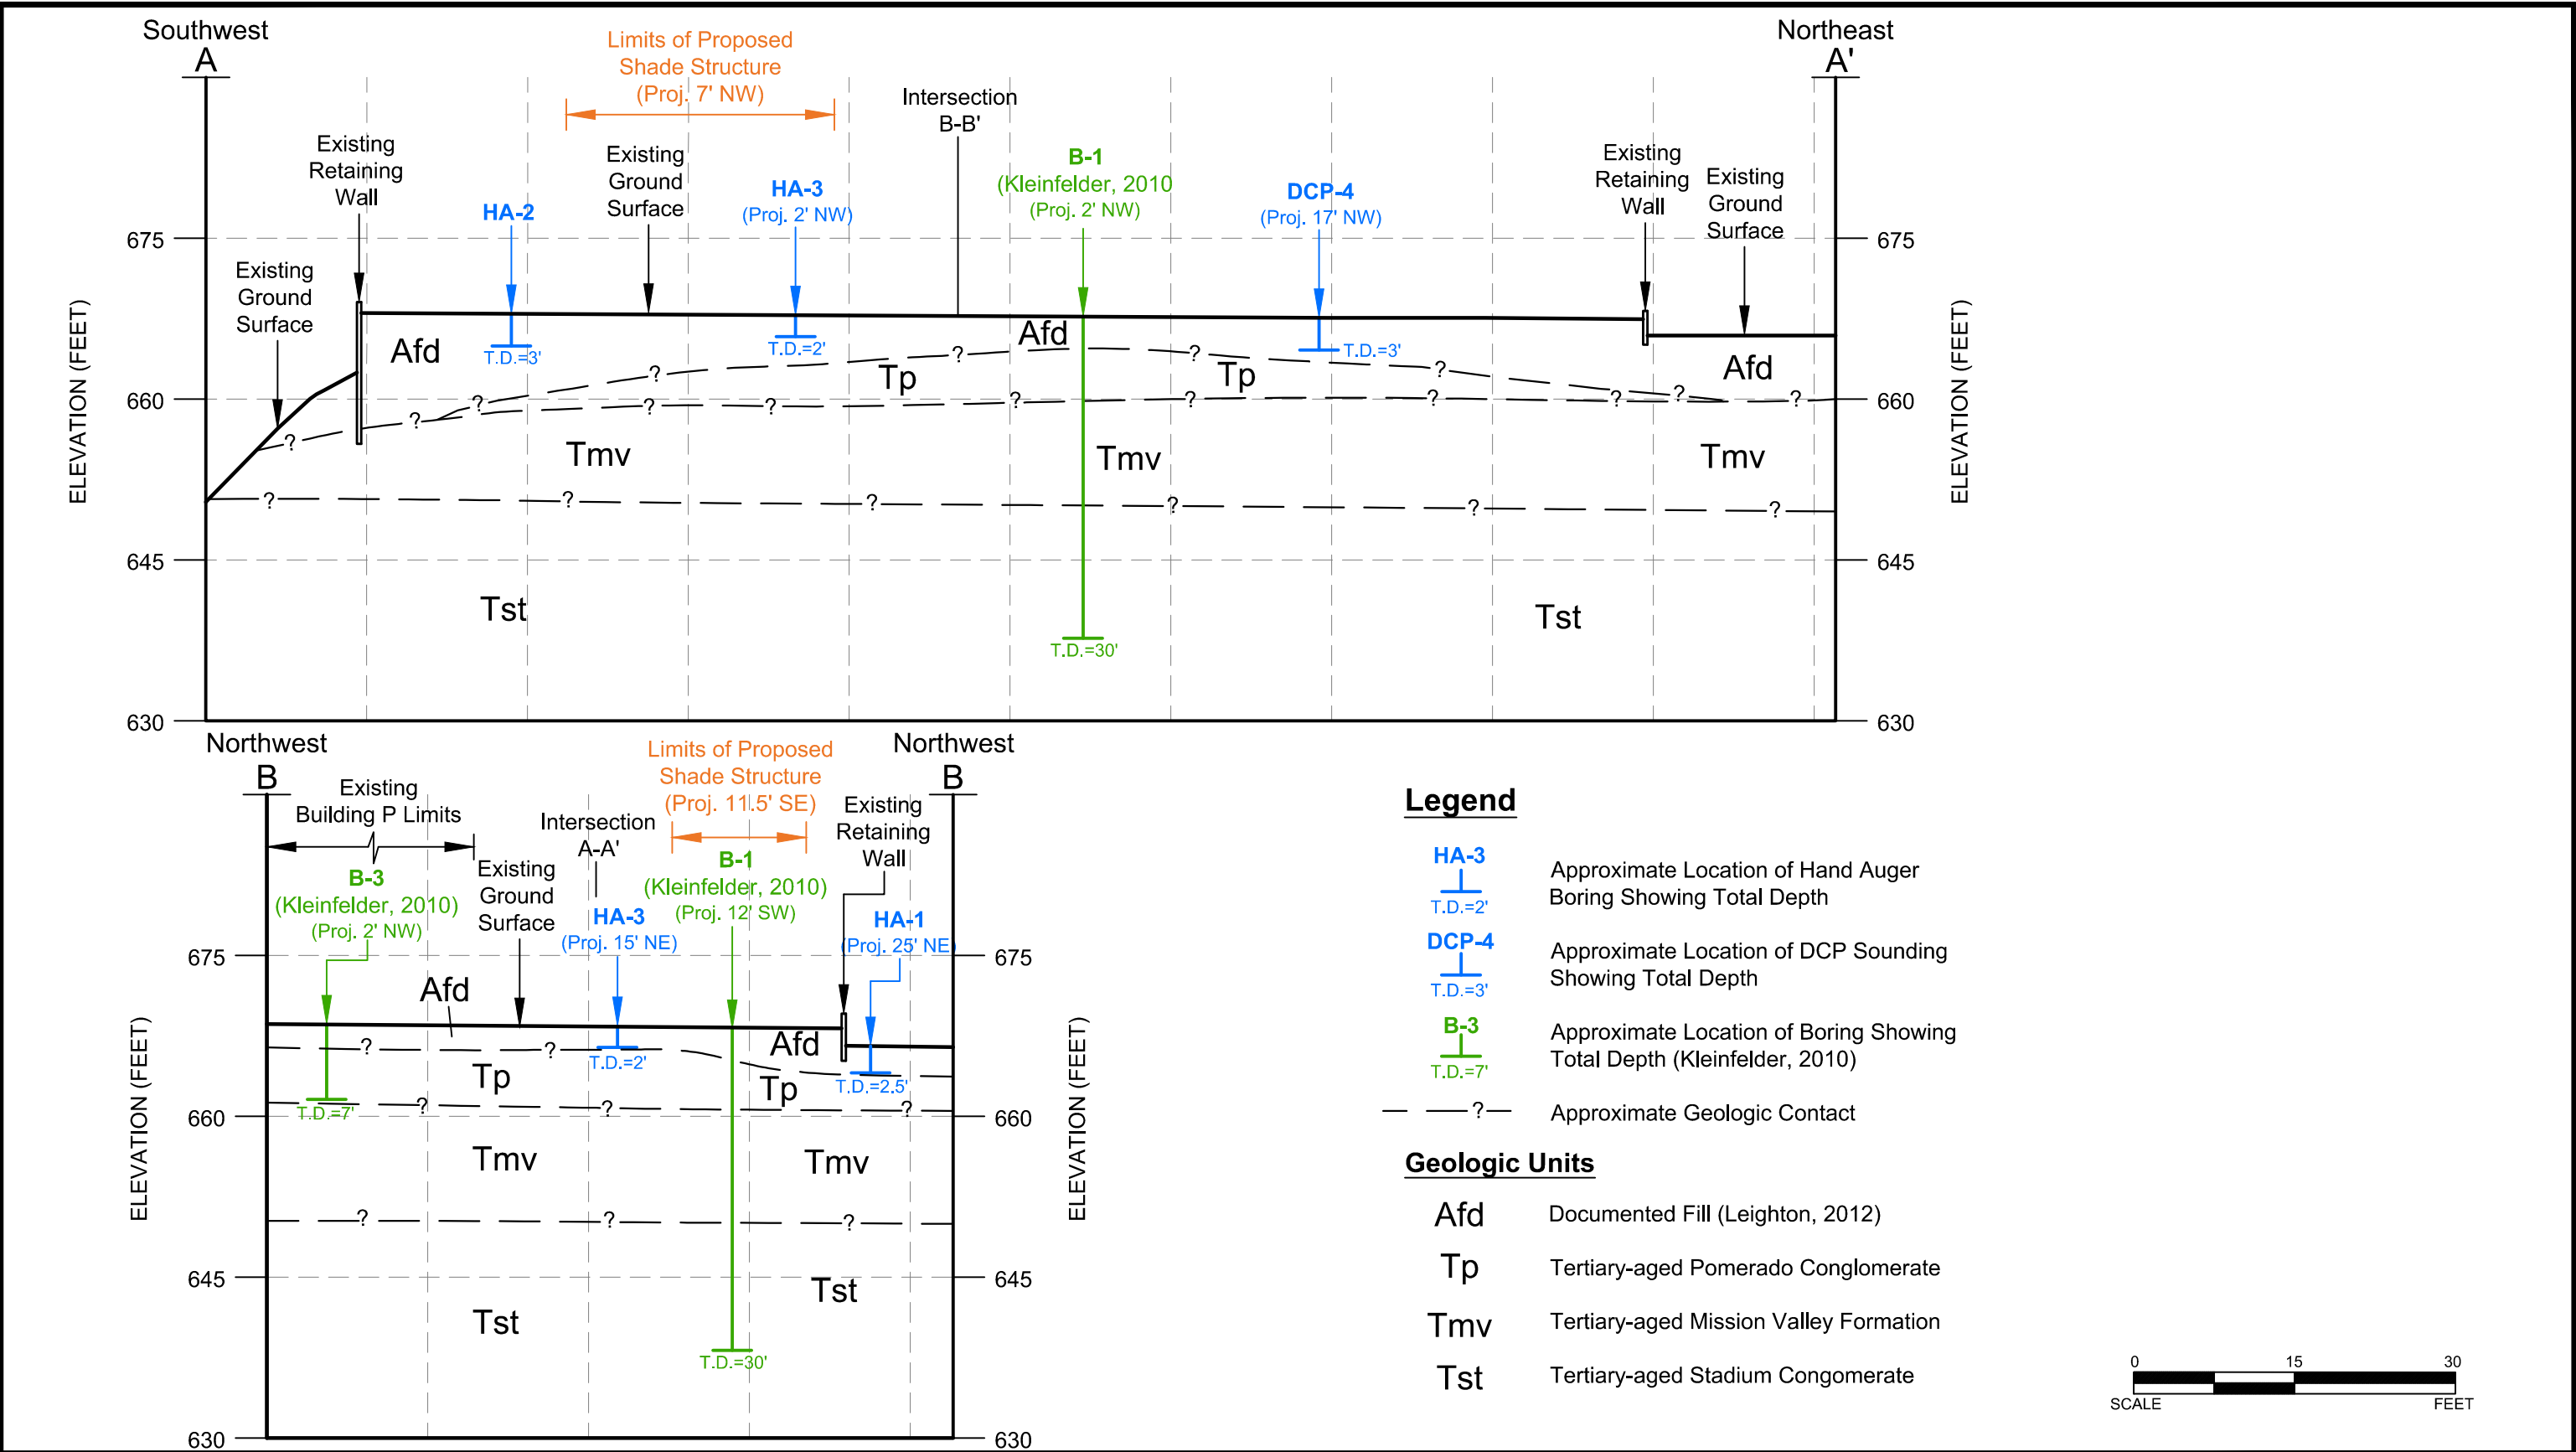 Southwest
A
Northeast
A'
Limits of Proposed
Shade Structure
(Proj. 7' NW)
Intersection
B-B'
Existing
Retaining
Wall
Existing
Ground
Surface
HA-2
Existing
Ground
Surface
HA-3
(Proj. 2' NW)
B-1
(Kleinfelder, 2010
(Proj. 2' NW)
DCP-4
(Proj. 17' NW)
Existing
Retaining
Wall
Existing
Ground
Surface
675
660
645
630
ELEVATION (FEET)
675
660
645
630
ELEVATION (FEET)
T.D.=3'
T.D.=2'
T.D.=3'
T.D.=30'
Afd
Afd
Afd
Tp
Tp
Tmv
Tmv
Tmv
Tst
Tst
? ? ? ? ? ? ?
? ? ? ? ? ? ? ? ?
? ? ? ? ? ?
Northwest
B
Northwest
B
Existing
Building P Limits
Limits of Proposed
Shade Structure
(Proj. 11.5' SE)
Intersection
A-A'
Existing
Retaining
Wall
B-3
(Kleinfelder, 2010)
(Proj. 2' NW)
Existing
Ground
Surface
HA-3
(Proj. 15' NE)
B-1
(Kleinfelder, 2010)
(Proj. 12' SW)
HA-1
(Proj. 25' NE)
675
660
645
630
ELEVATION (FEET)
675
660
645
630
ELEVATION (FEET)
Afd
Afd
T.D.=7'
T.D.=2'
T.D.=2.5'
T.D.=30'
Tp
Tp
Tmv
Tmv
Tst
Tst
? ?
? ? ?
? ? ?
Legend
HA-3
T.D.=2'
Approximate Location of Hand Auger
Boring Showing Total Depth
DCP-4
T.D.=3'
Approximate Location of DCP Sounding
Showing Total Depth
B-3
T.D.=7'
Approximate Location of Boring Showing
Total Depth (Kleinfelder, 2010)
? Approximate Geologic Contact
Geologic Units
Afd Documented Fill (Leighton, 2012)
Tp Tertiary-aged Pomerado Conglomerate
Tmv Tertiary-aged Mission Valley Formation
Tst Tertiary-aged Stadium Congomerate
0 15 30
SCALE FEET